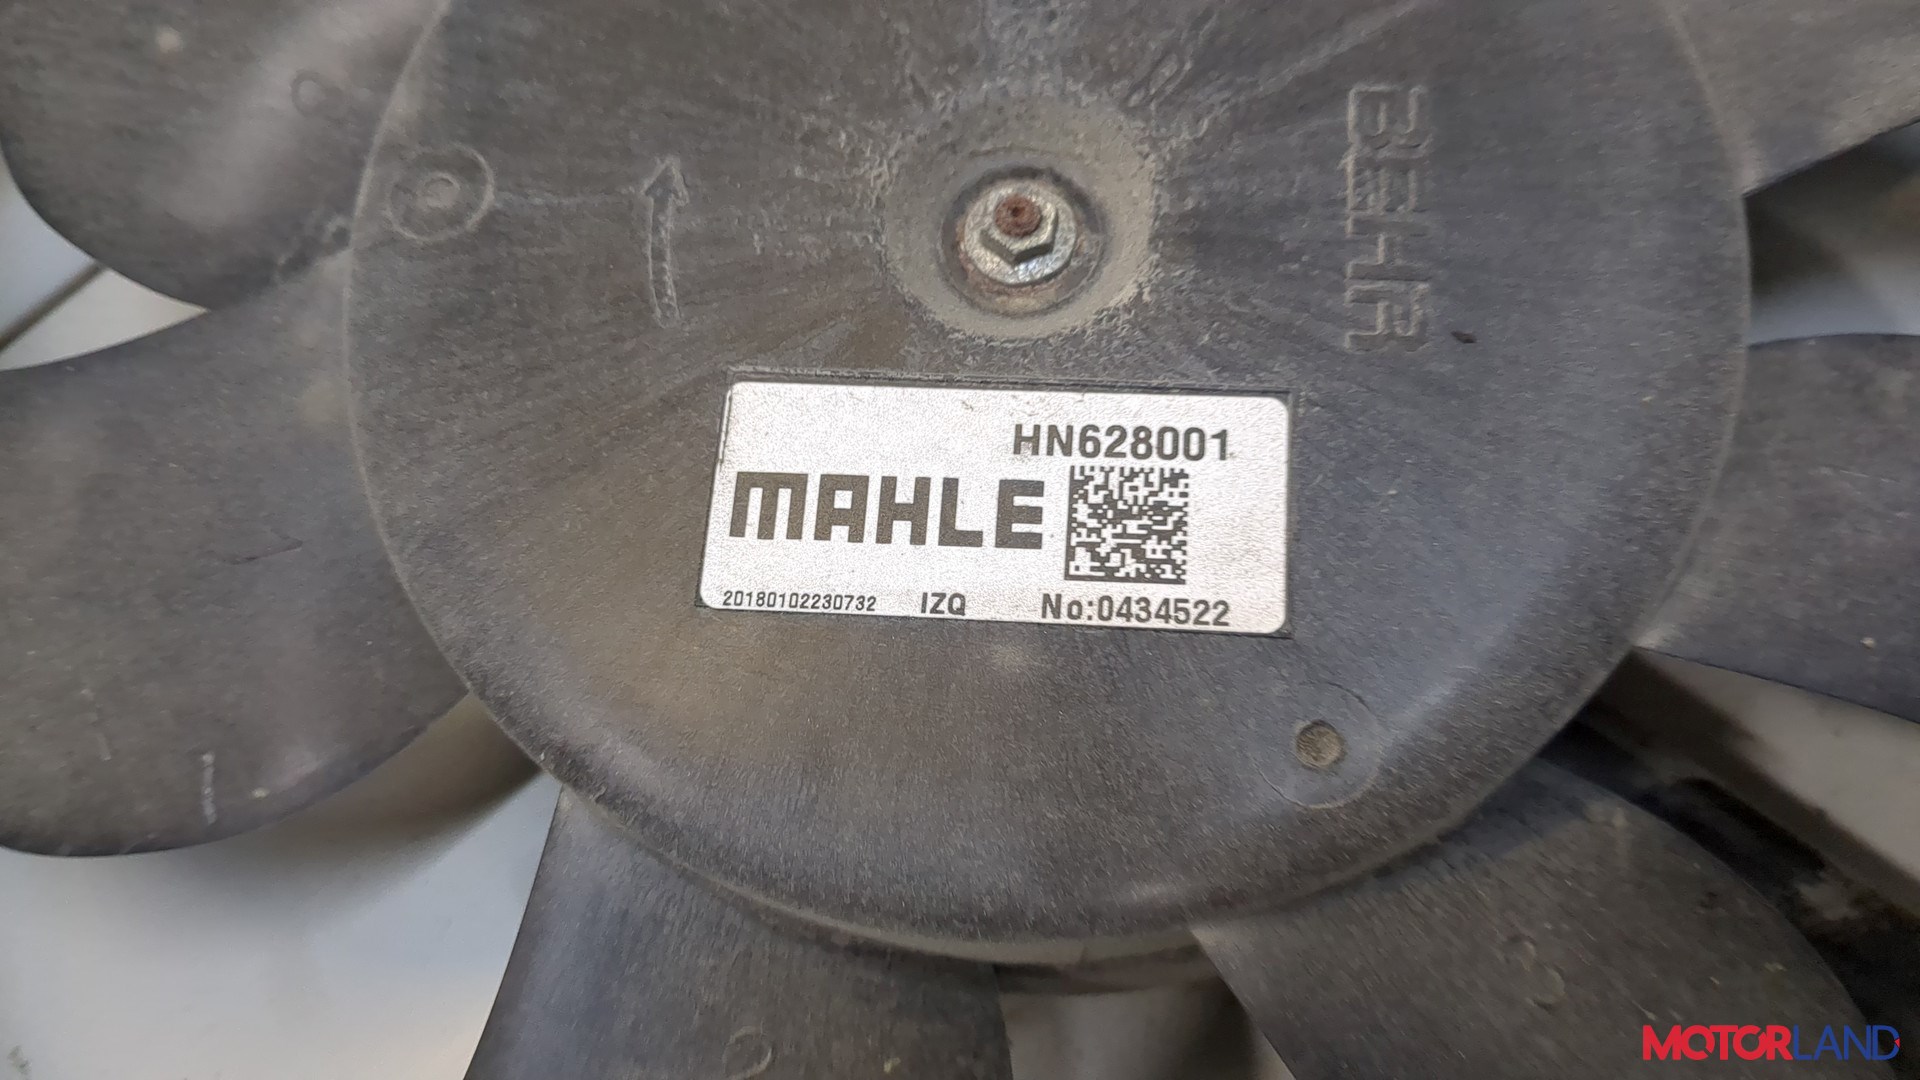 BEHR
HN628001
MAHLE
20180102230732 IZQ No:0434522
MOTORLAND